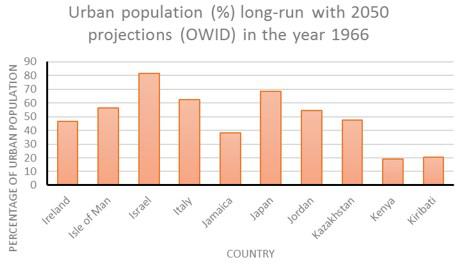 Urban population (%) long-run with 2050
projections (OWID) in the year 1966
PERCENTAGE OF URBAN POPULATION
90
80
70
60
50
40
30
20
10
0
Ireland
Isle of Man
Israel
Italy
Jamaica
Japan
Jordan
Kazakhstan
Kenya
Kiribati
COUNTRY